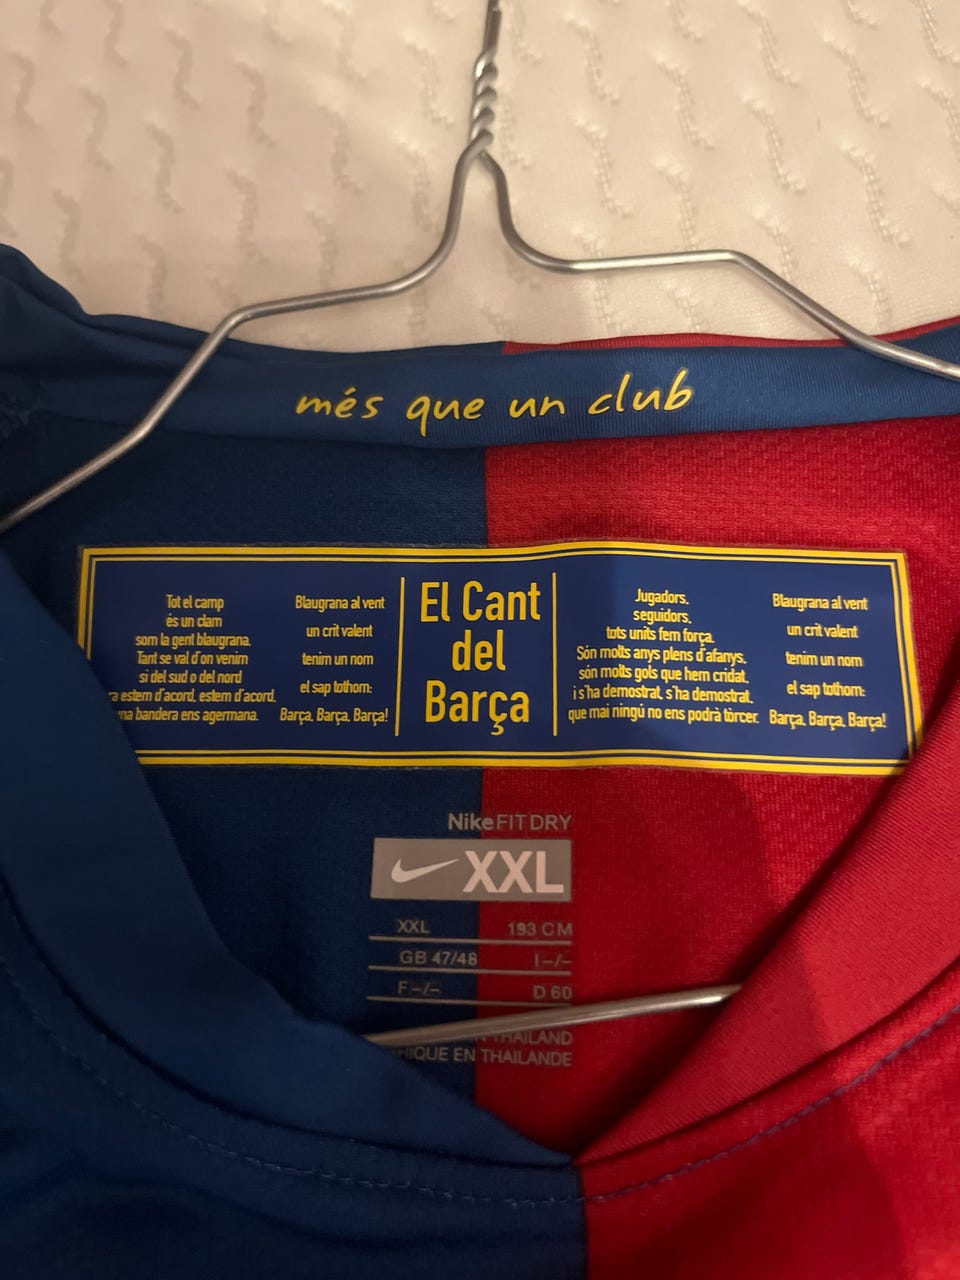 més que un club
Tot el camp
és un clam
som la gent blaugrana.
Tant se val d'on venim
si del sud o del nord
estem d'acord, estem d'acord,
bandera ens agermana.
Blaugrana al vent
un crit valent
tenim un nom
el sap tothom:
Barça, Barça, Barça!
El Cant
del
Barça
Jugadors,
seguidors,
tots units fem força.
Són molts anys plens d'afanys,
són molts gols que hem cridat,
i s'ha demostrat, s'ha demostrat,
que mai ningú no ens podrà tòrcer.
Blaugrana al vent
un crit valent
tenim un nom
el sap tothom:
Barça, Barça, Barça!
NikeFIT DRY
XXL
XXL 193 CM
GB 47/48 I -/-
F -/- D 60
THAILAND
EN THAILANDE